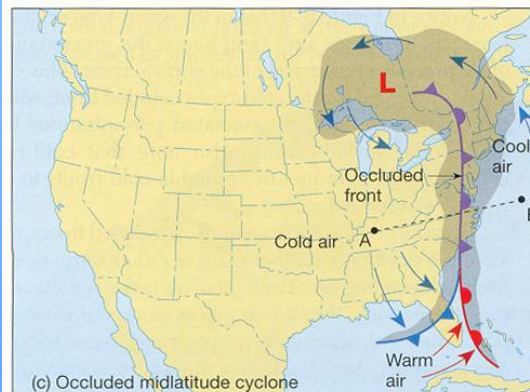 L
Cool
air
Occluded
front
Cold air
A
Warm
air
(c) Occluded midlatitude cyclone